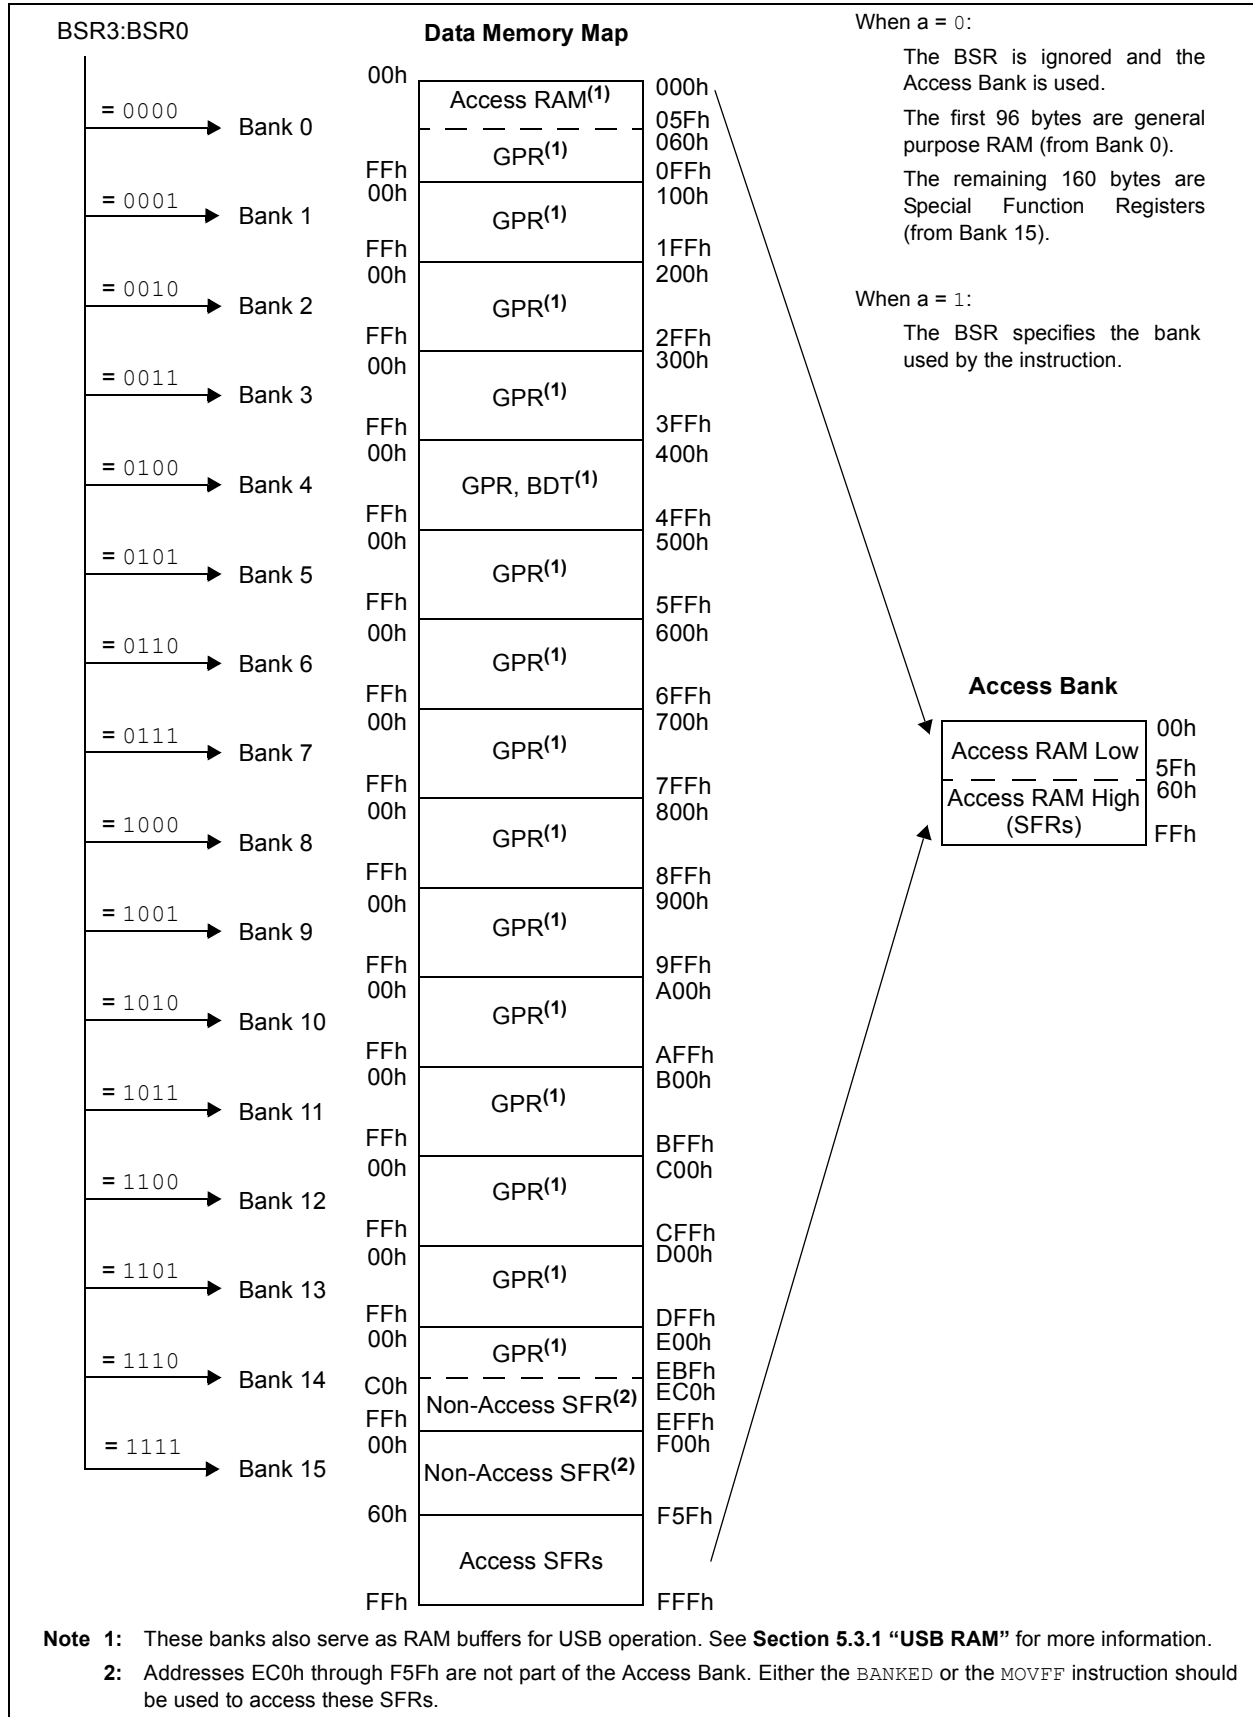 BSR3:BSR0
Data Memory Map
When a = 0:
The BSR is ignored and the
Access Bank is used.
The first 96 bytes are general
purpose RAM (from Bank 0).
The remaining 160 bytes are
Special Function Registers
(from Bank 15).
When a = 1:
The BSR specifies the bank
used by the instruction.
= 0000
Bank 0
00h
Access RAM(1)
000h
05Fh
060h
GPR(1)
FFh
0FFh
= 0001
Bank 1
00h
100h
GPR(1)
FFh
1FFh
= 0010
Bank 2
00h
200h
GPR(1)
FFh
2FFh
= 0011
Bank 3
00h
300h
GPR(1)
FFh
3FFh
= 0100
Bank 4
00h
400h
GPR, BDT(1)
FFh
4FFh
= 0101
Bank 5
00h
500h
GPR(1)
FFh
5FFh
= 0110
Bank 6
00h
600h
GPR(1)
FFh
6FFh
= 0111
Bank 7
00h
700h
GPR(1)
FFh
7FFh
= 1000
Bank 8
00h
800h
GPR(1)
FFh
8FFh
= 1001
Bank 9
00h
900h
GPR(1)
FFh
9FFh
= 1010
Bank 10
00h
A00h
GPR(1)
FFh
AFFh
= 1011
Bank 11
00h
B00h
GPR(1)
FFh
BFFh
= 1100
Bank 12
00h
C00h
GPR(1)
FFh
CFFh
= 1101
Bank 13
00h
D00h
GPR(1)
FFh
DFFh
= 1110
Bank 14
00h
E00h
GPR(1)
EBFh
C0h
EC0h
Non-Access SFR(2)
FFh
EFFh
= 1111
Bank 15
00h
F00h
Non-Access SFR(2)
60h
F5Fh
Access SFRs
FFh
FFFh
Access Bank
Access RAM Low
00h
5Fh
Access RAM High
(SFRs)
60h
FFh
Note 1: These banks also serve as RAM buffers for USB operation. See Section 5.3.1 “USB RAM” for more information.
2: Addresses EC0h through F5Fh are not part of the Access Bank. Either the BANKED or the MOVFF instruction should
be used to access these SFRs.